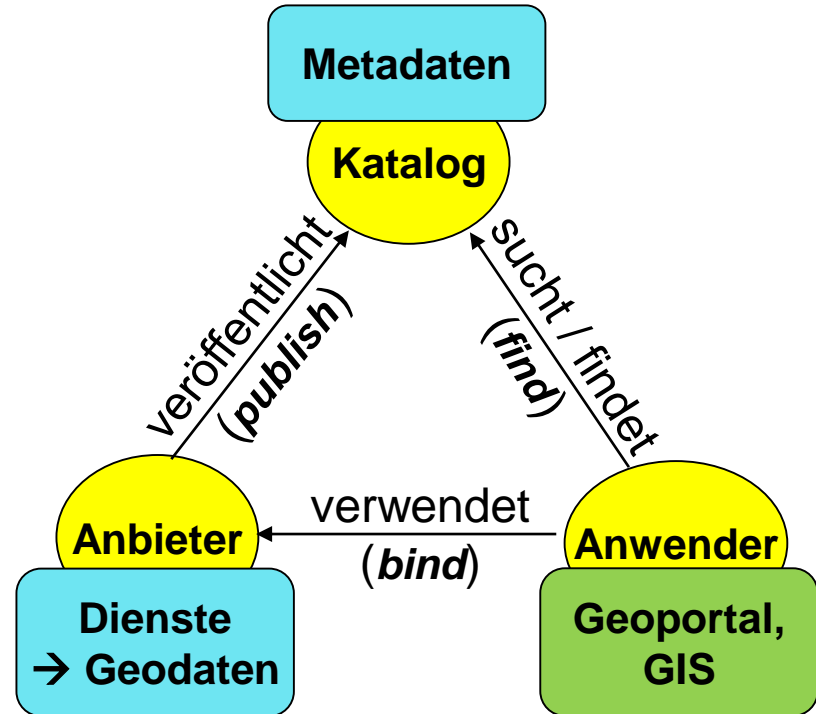 Metadaten
Katalog
veröffentlicht
(publish)
sucht / findet
(find)
Anbieter
verwendet
(bind)
Anwender
Dienste
→ Geodaten
Geoportal,
GIS